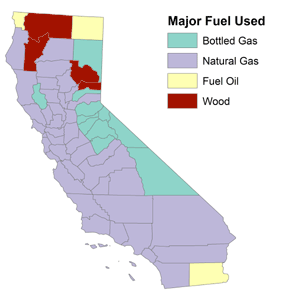 Major Fuel Used
Bottled Gas
Natural Gas
Fuel Oil
Wood